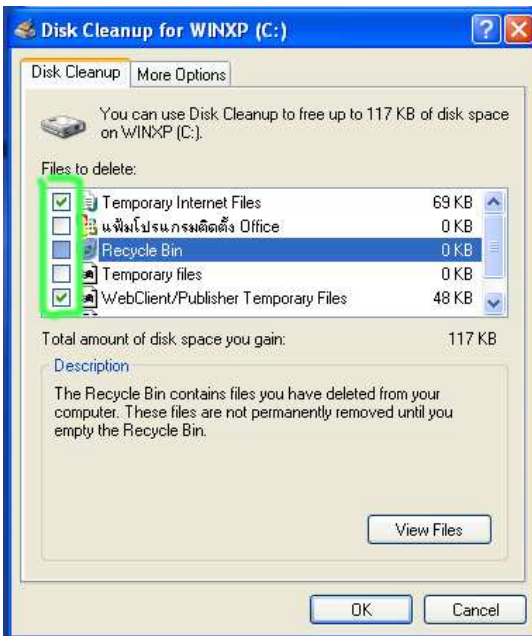 Disk Cleanup for WINXP (C:)
Disk Cleanup
More Options
You can use Disk Cleanup to free up to 117 KB of disk space
on WINXP (C:).
Files to delete:
Temporary Internet Files 69 KB
แฟ้มโปรแกรมติดตั้ง Office 0 KB
Recycle Bin 0 KB
Temporary files 0 KB
WebClient/Publisher Temporary Files 48 KB
Total amount of disk space you gain: 117 KB
Description
The Recycle Bin contains files you have deleted from your
computer. These files are not permanently removed until you
empty the Recycle Bin.
View Files
OK
Cancel